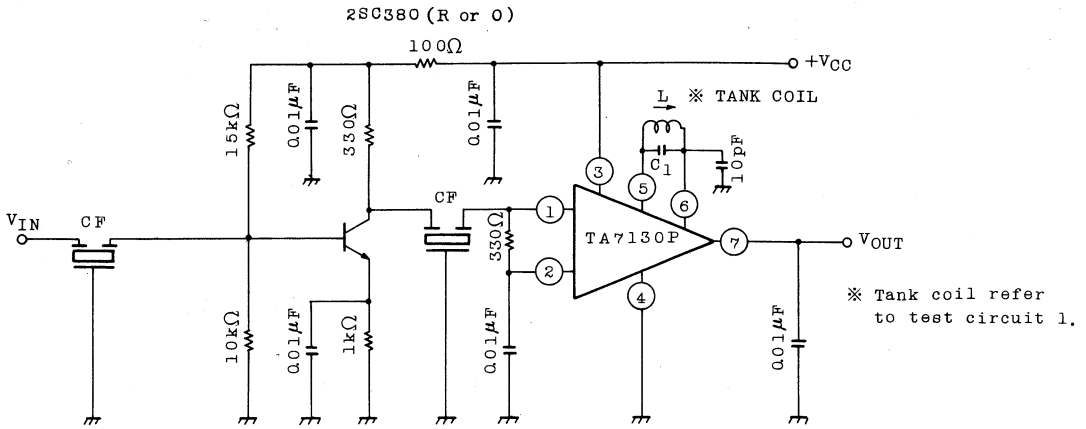 2SC380 (R or O)
100Ω
+VCC
L ※ TANK COIL
15kΩ
0.01μF
330Ω
0.01μF
C1
10pF
3
5
6
CF
VIN
CF
1
330Ω
TA7130P
7
VOUT
2
4
※ Tank coil refer
to test circuit 1.
10kΩ
0.01μF
1kΩ
0.01μF
0.01μF